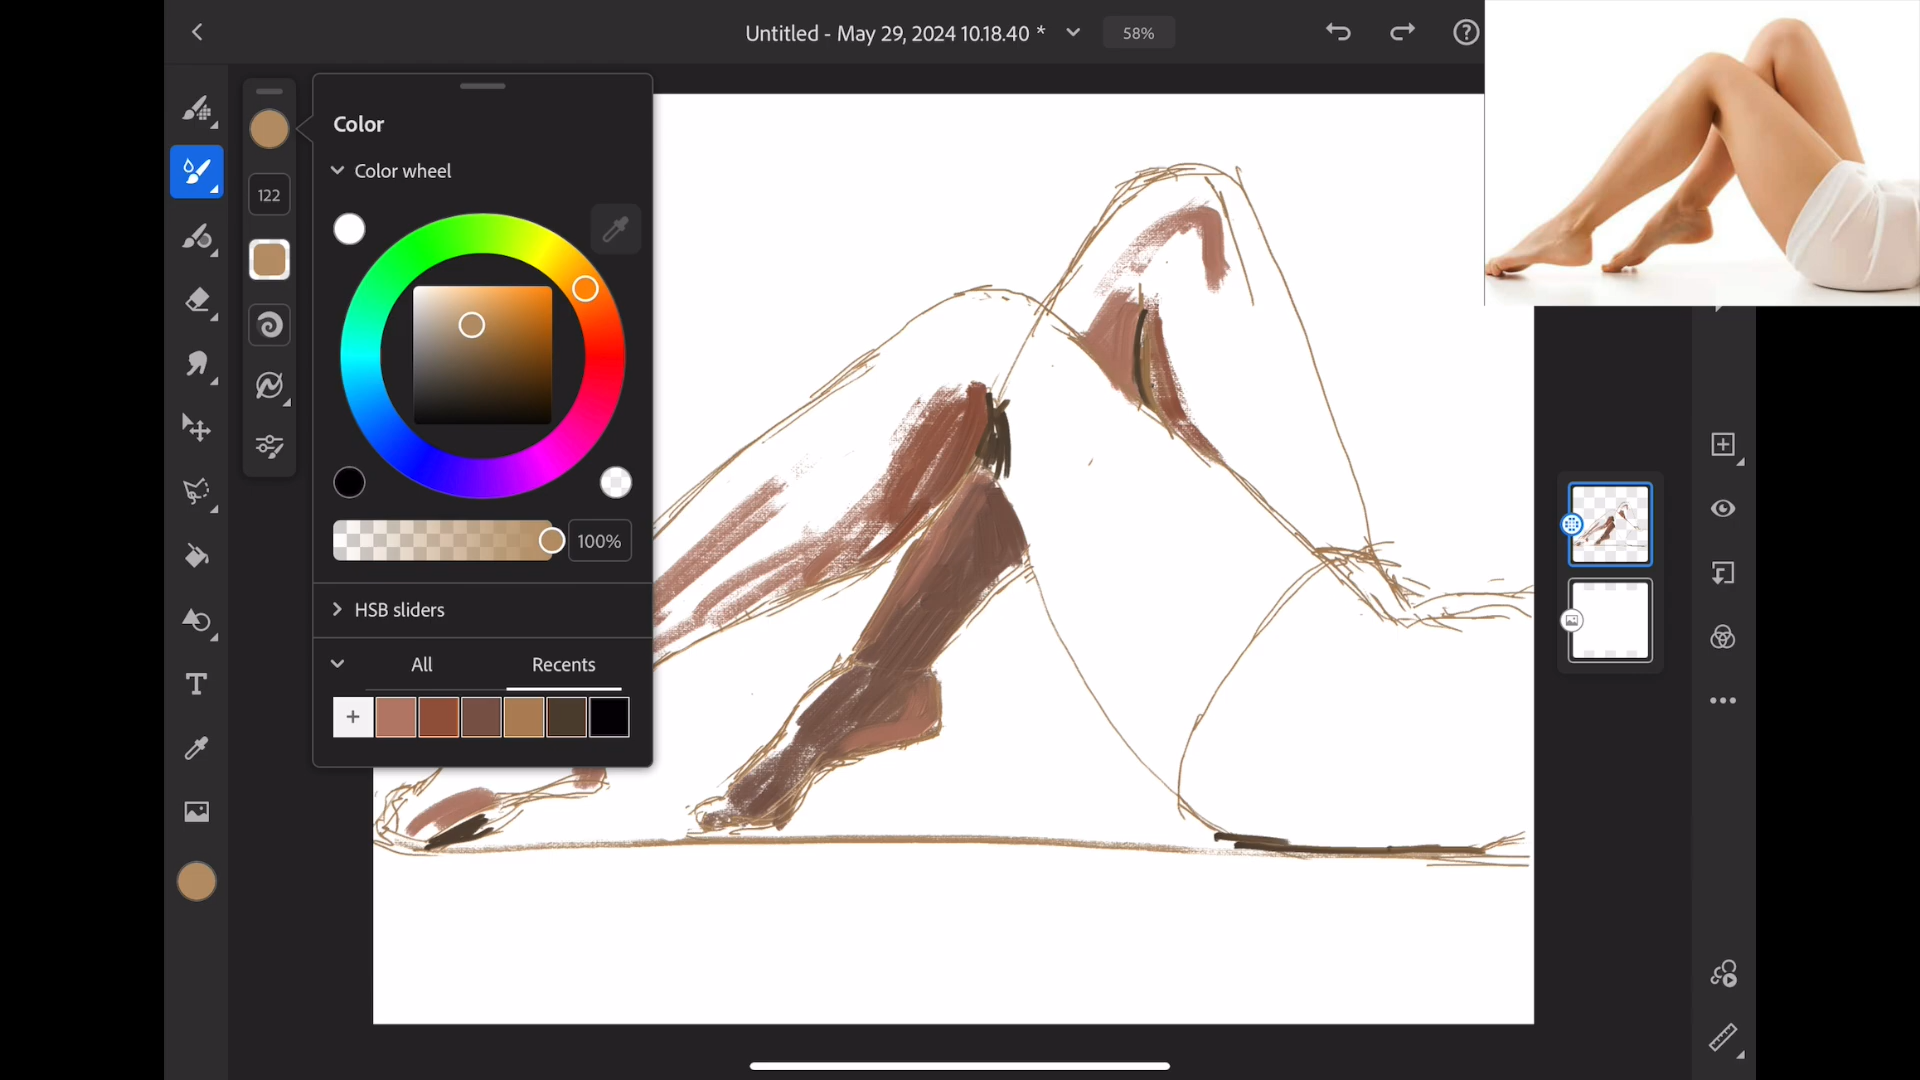 Untitled - May 29, 2024 10.18.40 *
58%
Color
Color wheel
122
100%
HSB sliders
All
Recents